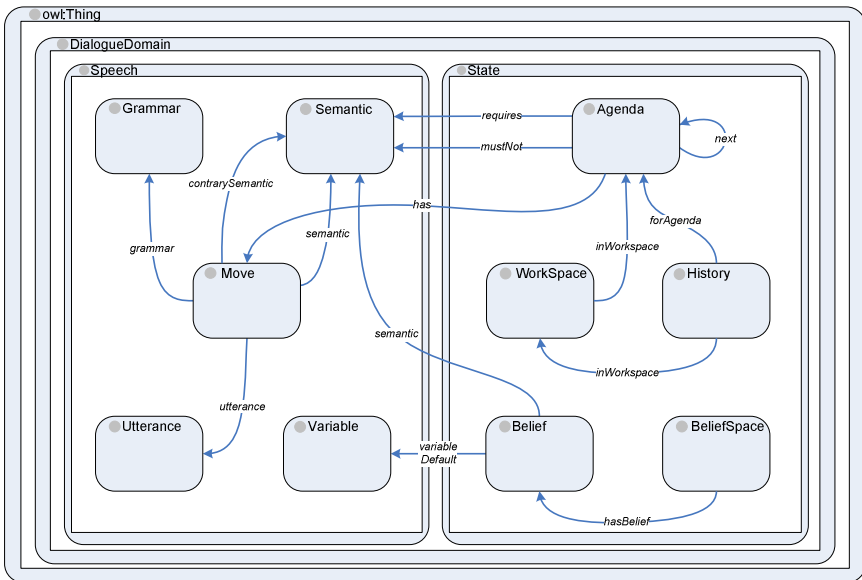 owl:Thing
DialogueDomain
Speech
State
Grammar
Semantic
Agenda
requires
mustNot
next
contrarySemantic
has
forAgenda
semantic
grammar
inWorkspace
Move
WorkSpace
History
semantic
inWorkspace
utterance
Utterance
Variable
Belief
BeliefSpace
variable
Default
hasBelief